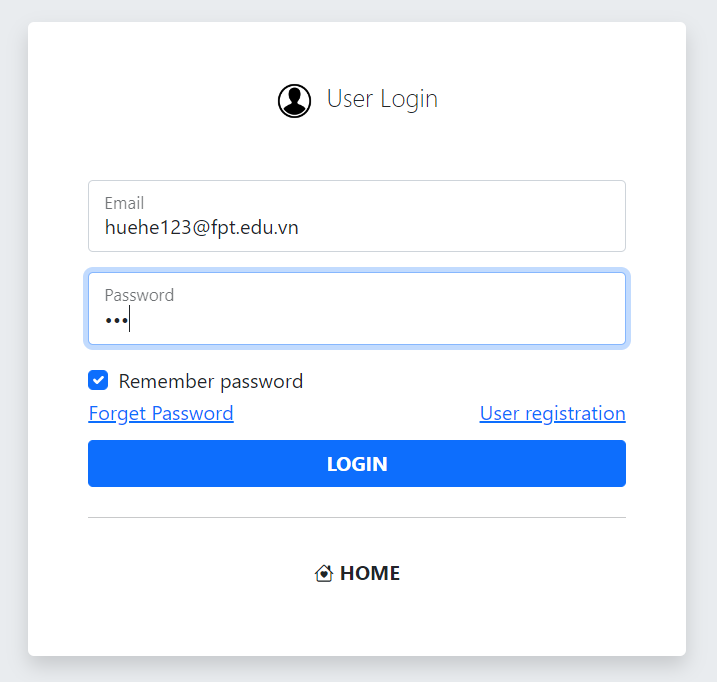 User Login
Email
huehe123@fpt.edu.vn
Password
•••
Remember password
Forget Password User registration
LOGIN
HOME